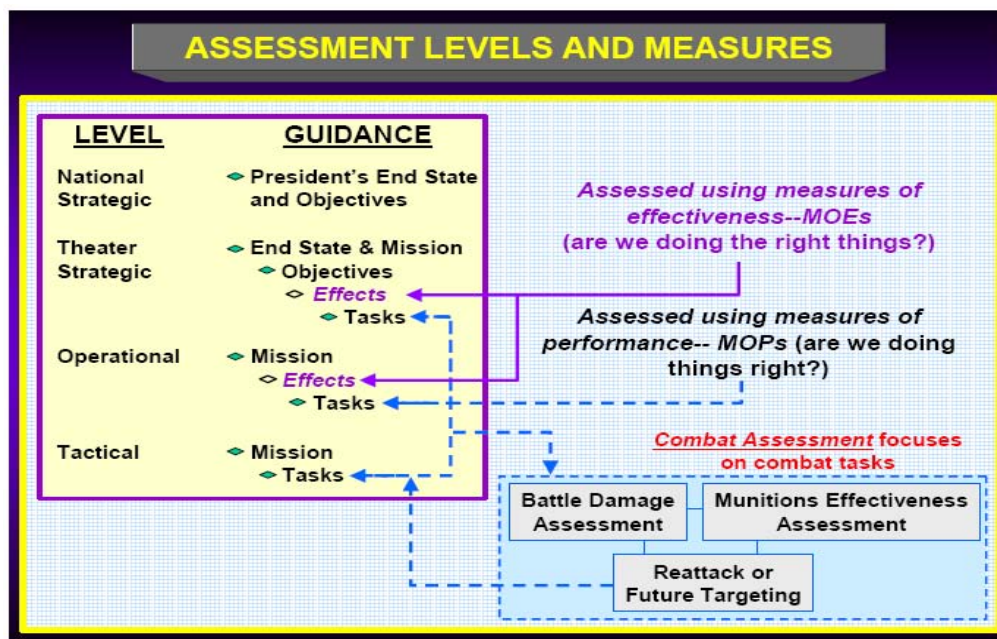 ASSESSMENT LEVELS AND MEASURES
LEVEL
GUIDANCE
National
Strategic
President's End State
and Objectives
Theater
Strategic
End State & Mission
Objectives
Effects
Tasks
Operational
Mission
Effects
Tasks
Tactical
Mission
Tasks
Assessed using measures of
effectiveness--MOEs
(are we doing the right things?)
Assessed using measures of
performance-- MOPs (are we doing
things right?)
Combat Assessment focuses
on combat tasks
Battle Damage
Assessment
Munitions Effectiveness
Assessment
Reattack or
Future Targeting